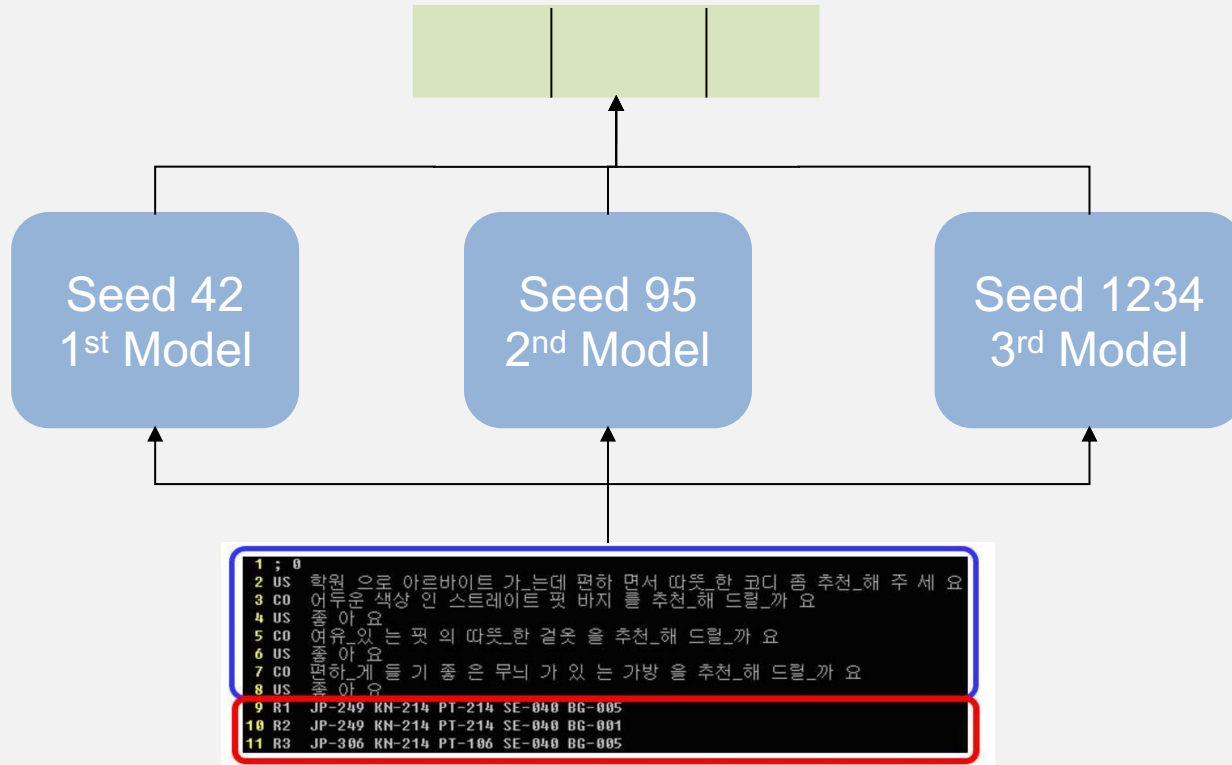 Seed 42
1st Model
Seed 95
2nd Model
Seed 1234
3rd Model
1 ; 0
2 US 학원 으로 아르바이트 가_는데 편하 면서 따뜻_한 코디 좀 추천_해 주 세 요
3 CO 어두운 색상 인 스트레이트 핏 바지 를 추천_해 드릴_까 요
4 US 좋 아 요
5 CO 여유_있 는 핏 의 따뜻_한 겉옷 을 추천_해 드릴_까 요
6 US 좋 아 요
7 CO 편하_게 들 기 좋 은 무늬 가 있 는 가방 을 추천_해 드릴_까 요
8 US 좋 아 요
9 R1 JP-249 KN-214 PT-214 SE-040 BG-005
10 R2 JP-249 KN-214 PT-214 SE-040 BG-001
11 R3 JP-306 KN-214 PT-106 SE-040 BG-005